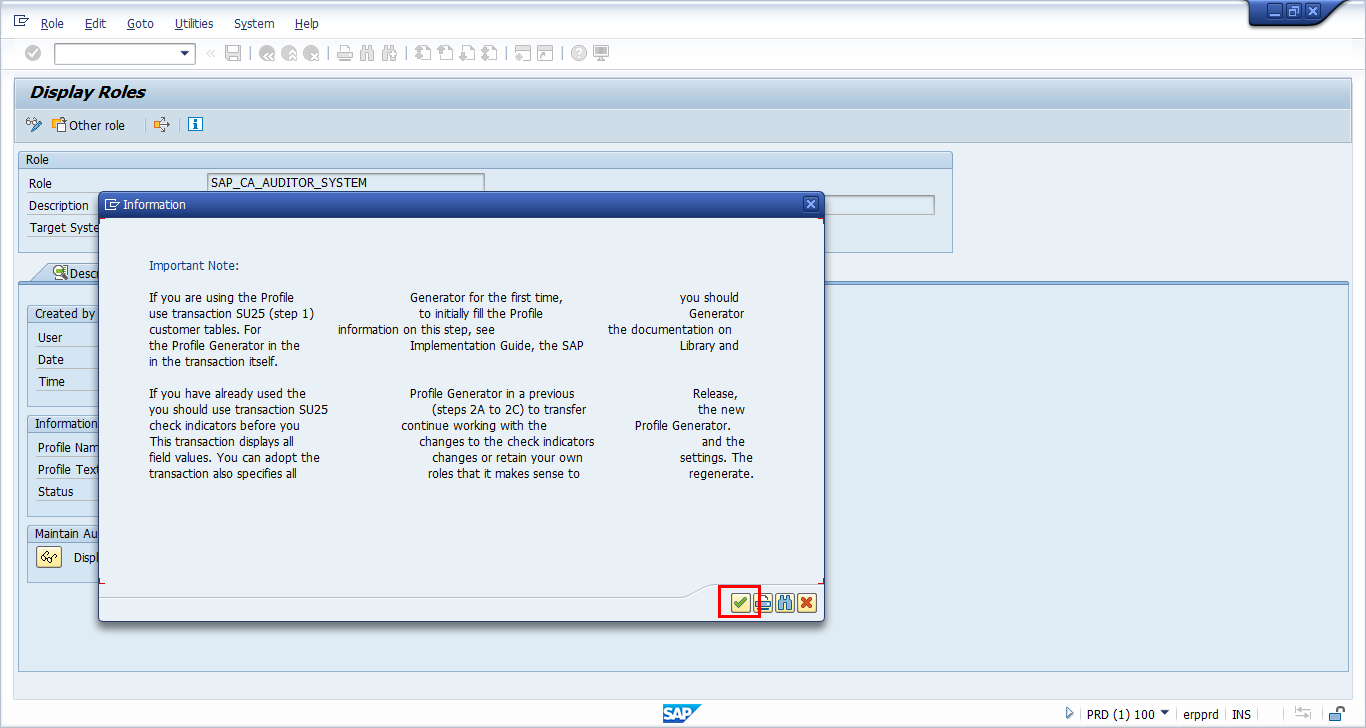 Role Edit Goto Utilities System Help
Display Roles
Other role
Role
Role SAP_CA_AUDITOR_SYSTEM
Description
Target Syste
Information
Descr
Created by
User
Date
Time
Information
Profile Nam
Profile Text
Status
Maintain Au
Displ
Important Note:
If you are using the Profile Generator for the first time, you should
use transaction SU25 (step 1) to initially fill the Profile Generator
customer tables. For information on this step, see the documentation on
the Profile Generator in the Implementation Guide, the SAP Library and
in the transaction itself.
If you have already used the Profile Generator in a previous Release,
you should use transaction SU25 (steps 2A to 2C) to transfer the new
check indicators before you continue working with the Profile Generator.
This transaction displays all changes to the check indicators and the
field values. You can adopt the changes or retain your own settings. The
transaction also specifies all roles that it makes sense to regenerate.
SAP PRD (1) 100 erpprd INS